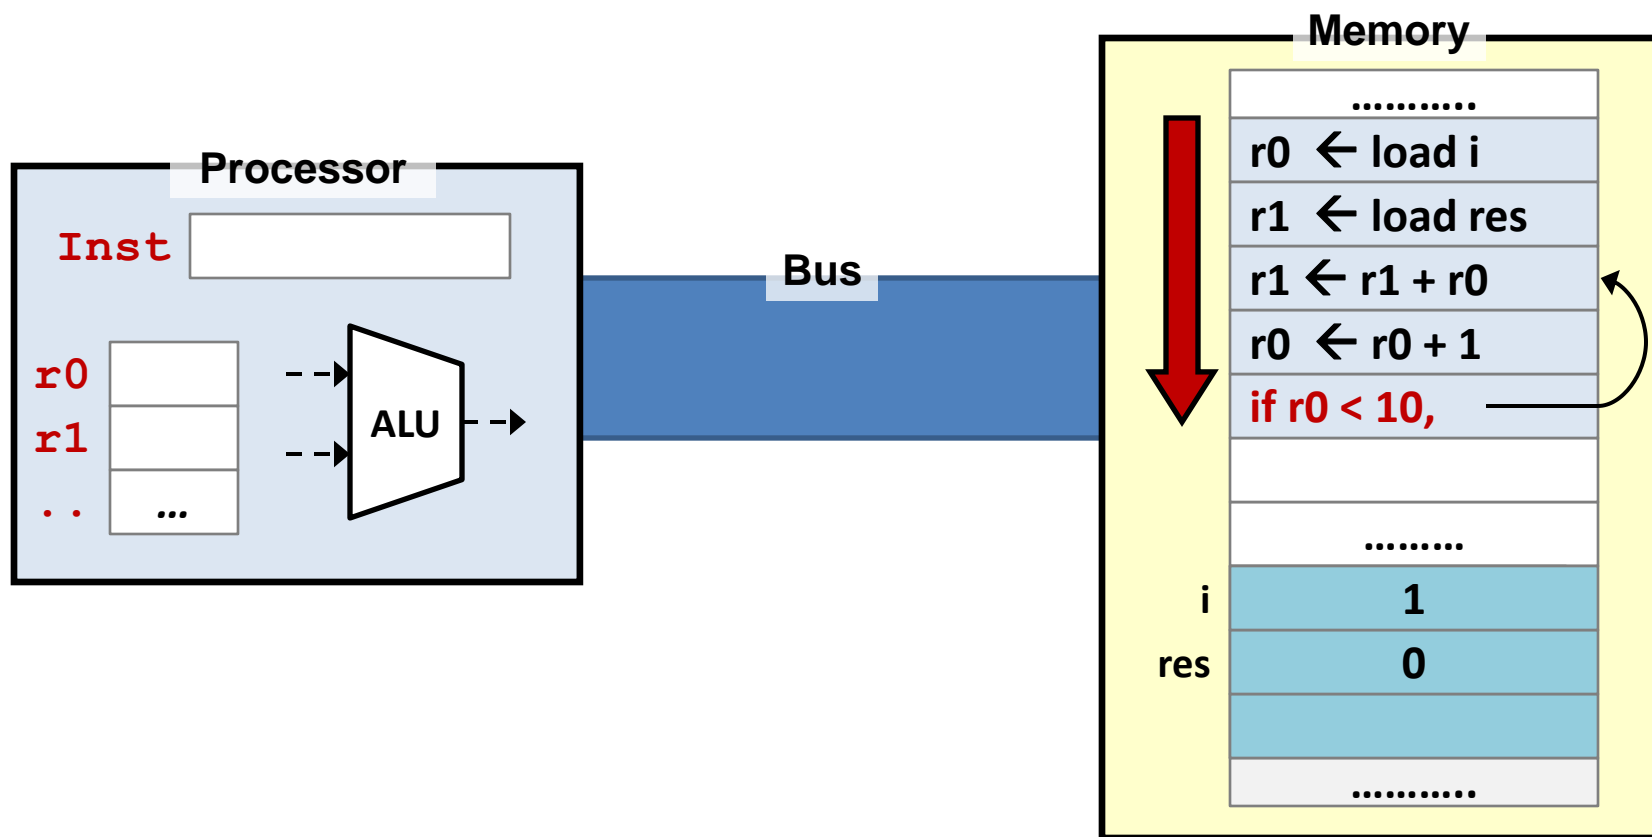 Processor
Inst
r0
r1
.. ...
ALU
Bus
Memory
...........
r0 ← load i
r1 ← load res
r1 ← r1 + r0
r0 ← r0 + 1
if r0 < 10,
.........
i 1
res 0
...........